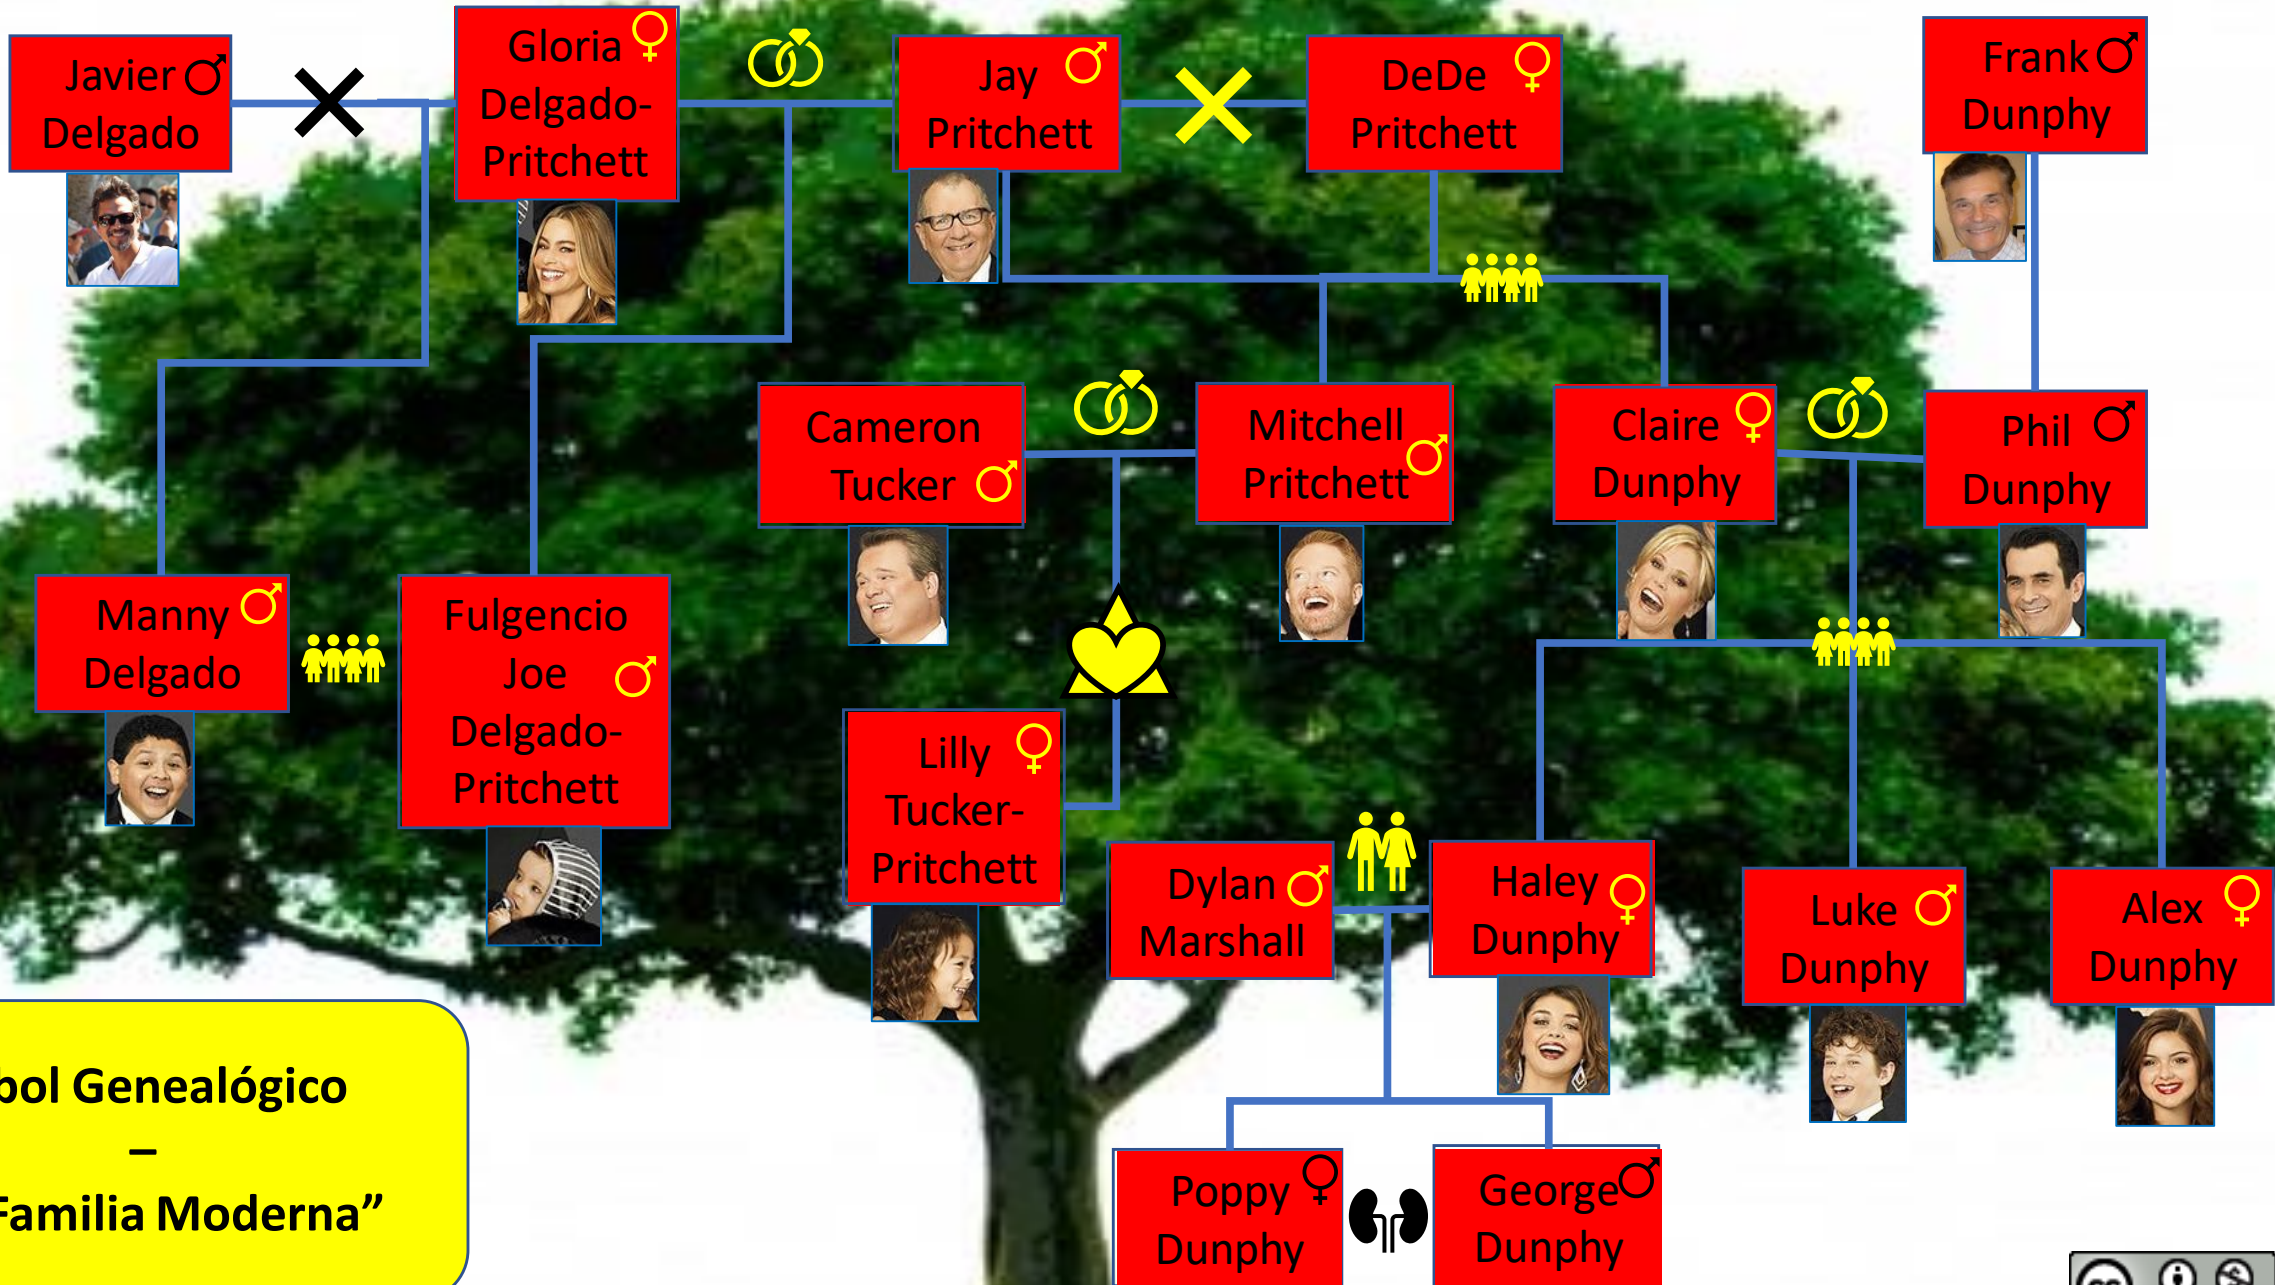 Javier
Delgado
Gloria
Delgado-
Pritchett
Jay
Pritchett
DeDe
Pritchett
Frank
Dunphy
Cameron
Tucker
Mitchell
Pritchett
Claire
Dunphy
Phil
Dunphy
Manny
Delgado
Fulgencio
Joe
Delgado-
Pritchett
Lilly
Tucker-
Pritchett
Dylan
Marshall
Haley
Dunphy
Luke
Dunphy
Alex
Dunphy
Poppy
Dunphy
George
Dunphy
bol Genealógico
–
Familia Moderna”